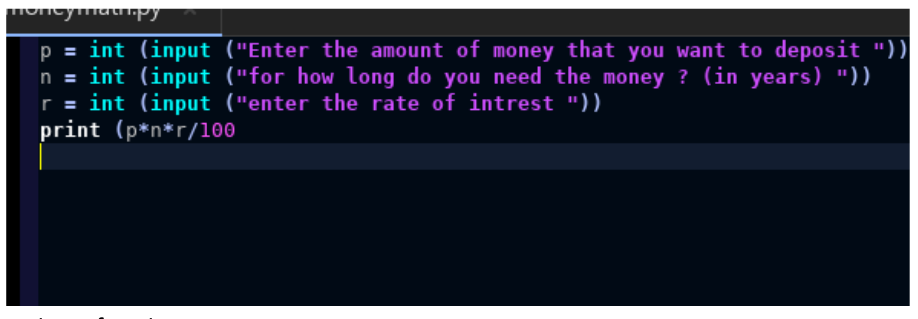 moneymath.py ×
p = int (input ("Enter the amount of money that you want to deposit "))
n = int (input ("for how long do you need the money ? (in years) "))
r = int (input ("enter the rate of intrest "))
print (p*n*r/100